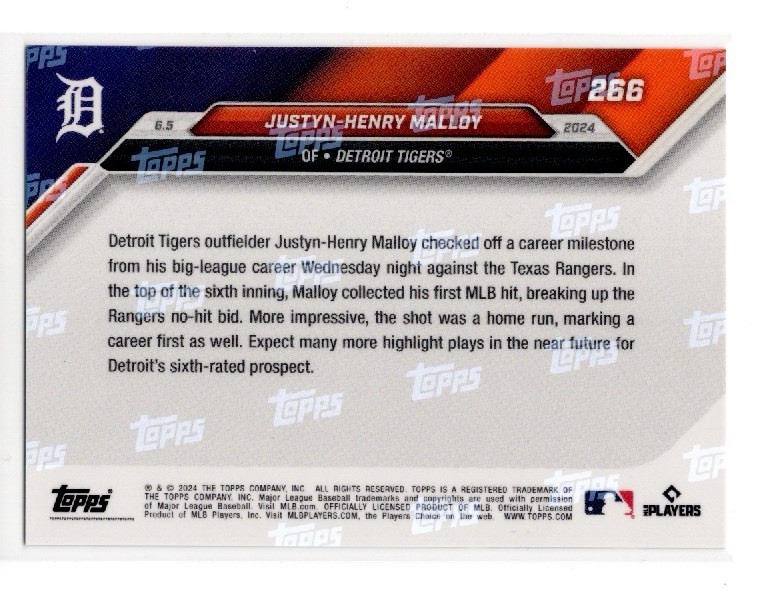 266
6.5 JUSTYN-HENRY MALLOY 2024
OF • DETROIT TIGERS®
Detroit Tigers outfielder Justyn-Henry Malloy checked off a career milestone
from his big-league career Wednesday night against the Texas Rangers. In
the top of the sixth inning, Malloy collected his first MLB hit, breaking up the
Rangers no-hit bid. More impressive, the shot was a home run, marking a
career first as well. Expect many more highlight plays in the near future for
Detroit's sixth-rated prospect.
Topps®
® & © 2024 THE TOPPS COMPANY, INC. ALL RIGHTS RESERVED. TOPPS IS A REGISTERED TRADEMARK OF
THE TOPPS COMPANY, INC. Major League Baseball trademarks and copyrights are used with permission
of Major League Baseball. Visit MLB.com. OFFICIALLY LICENSED PRODUCT OF MLB. Officially Licensed
Product of MLB Players, Inc. Visit MLBPLAYERS.COM, the Players Choice on the web. WWW.TOPPS.COM
MLB PLAYERS